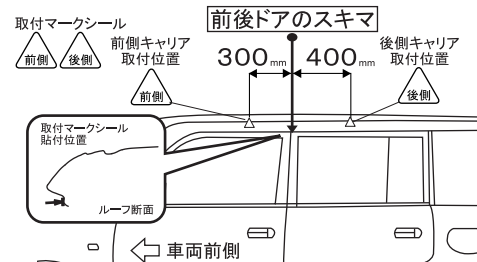 取付マークシール
前側
後側
前後ドアのスキマ
前側キャリア
取付位置
300mm
400mm
後側キャリア
取付位置
前側
後側
取付マークシール
貼付位置
ルーフ断面
車両前側